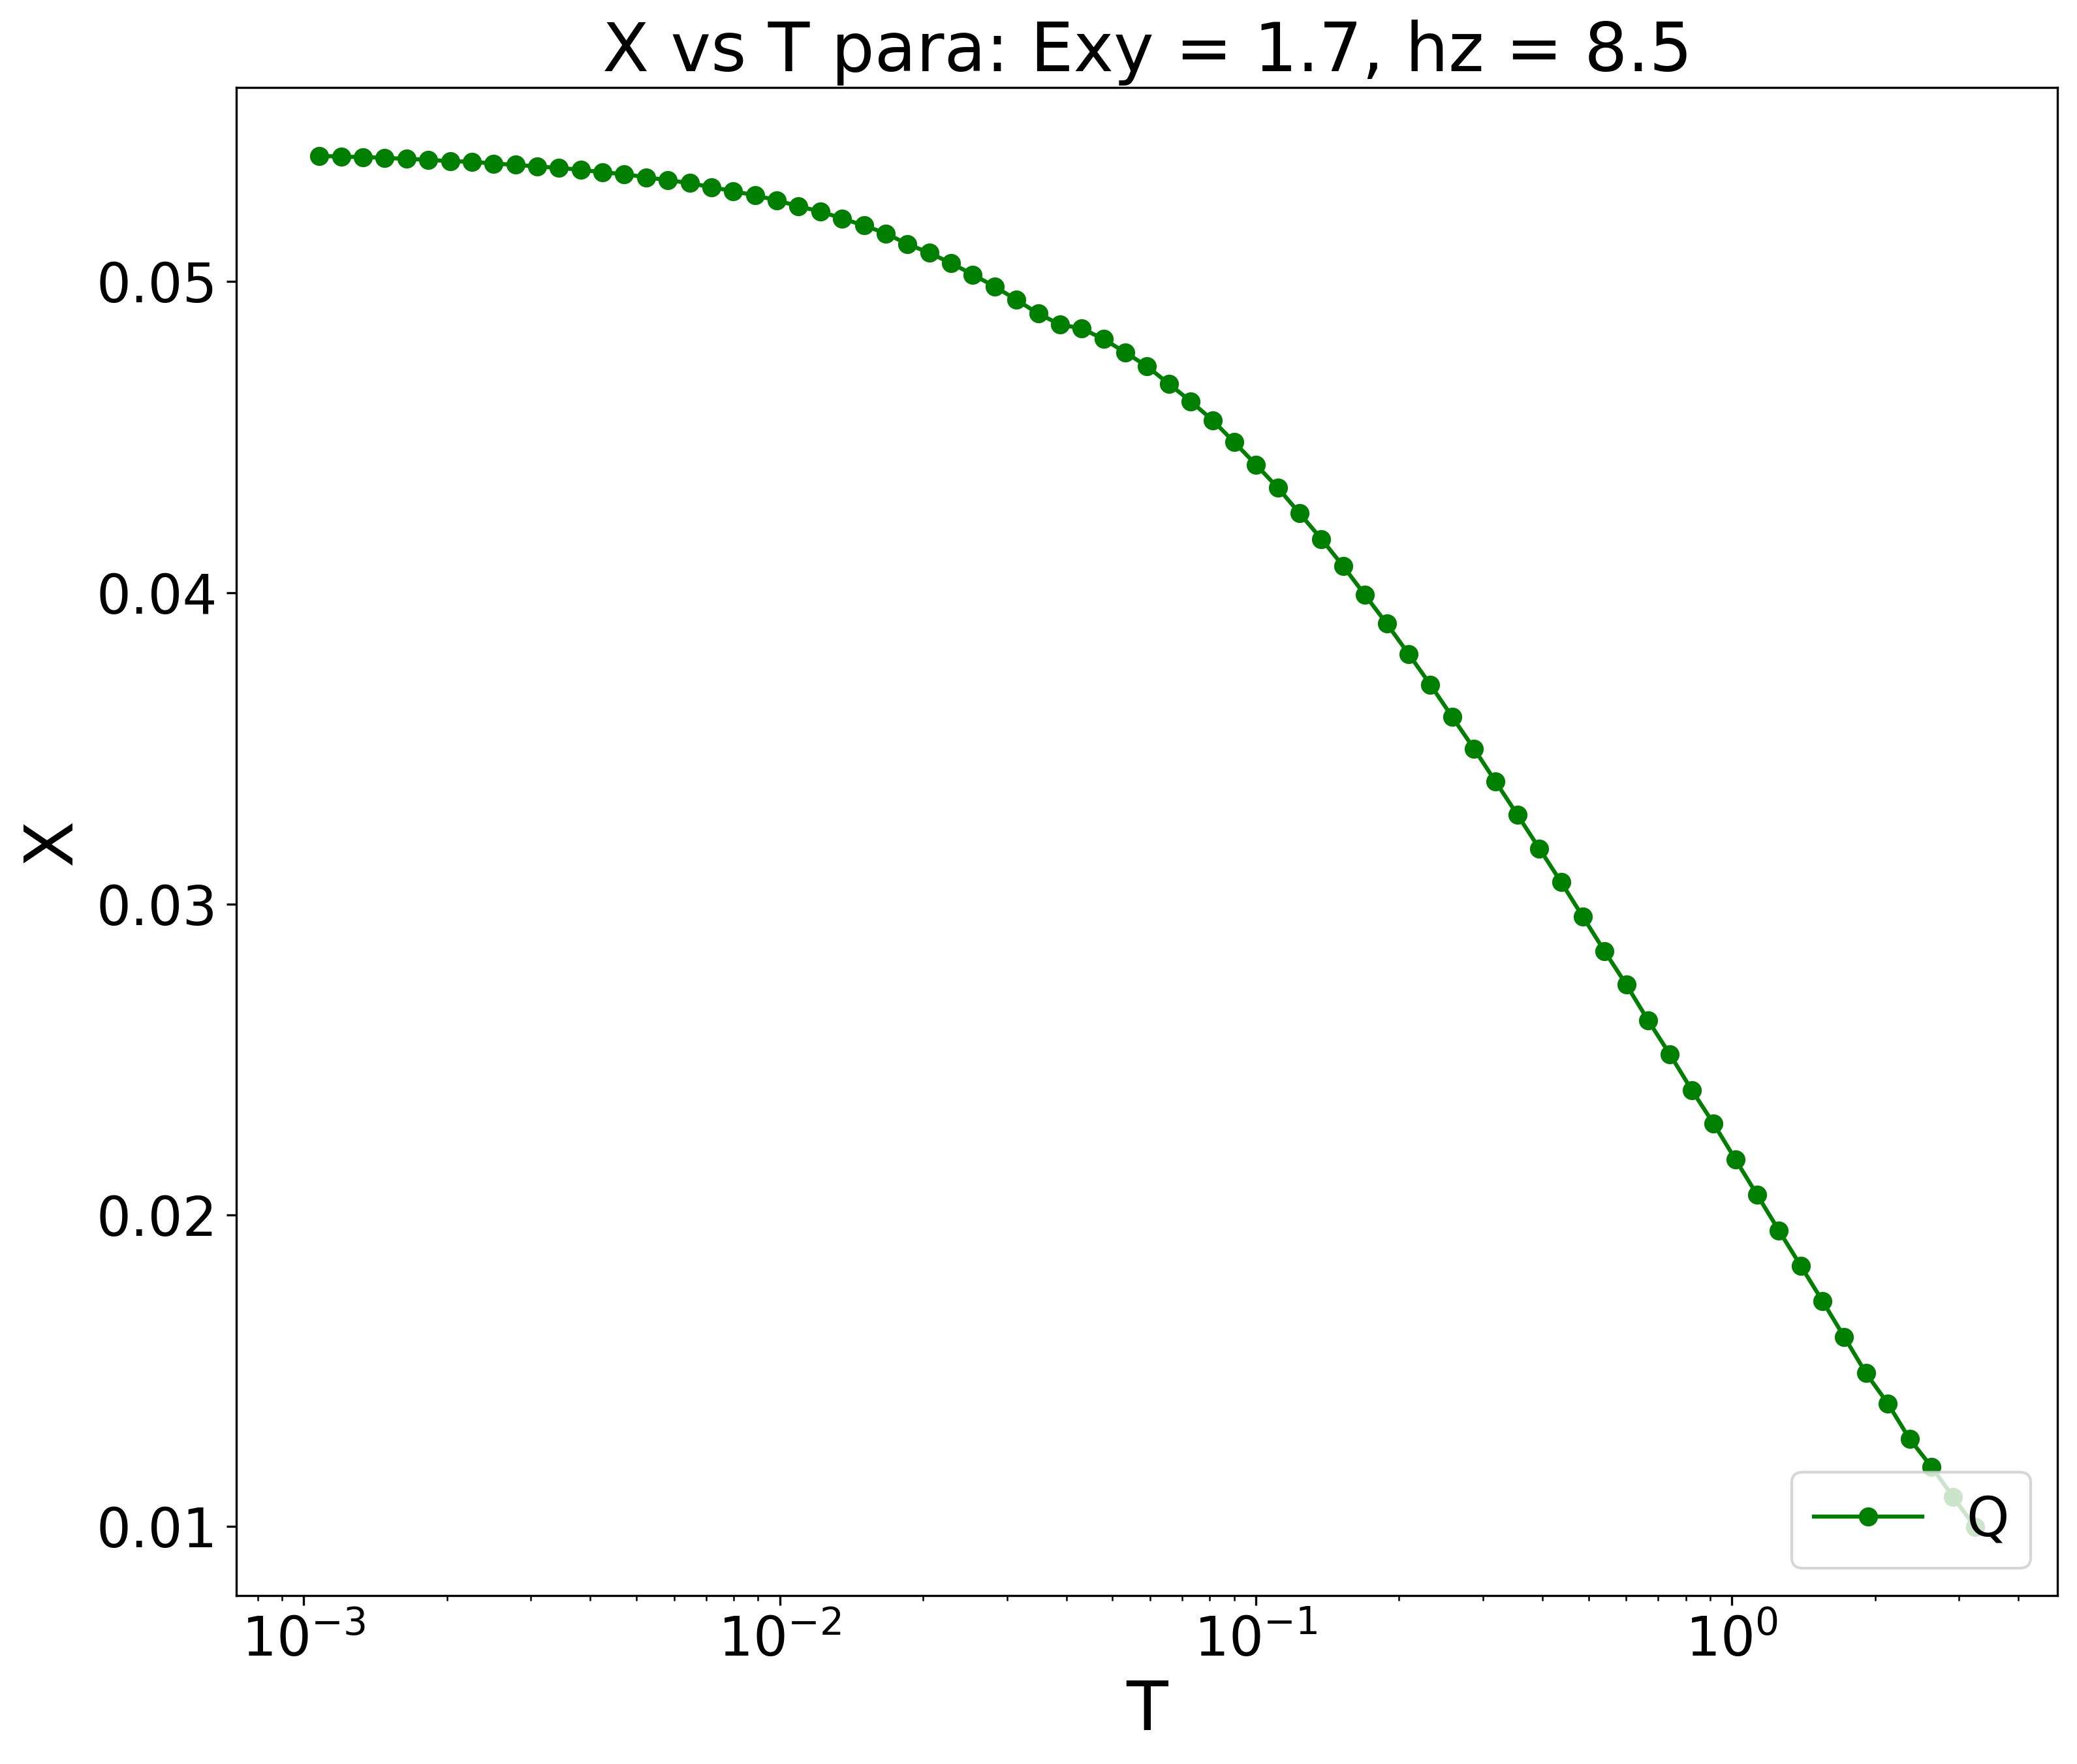 X vs T para: Exy = 1.7, hz = 8.5
X
0.05
0.04
0.03
0.02
0.01
10⁻³ 10⁻² 10⁻¹ 10⁰
T
Q